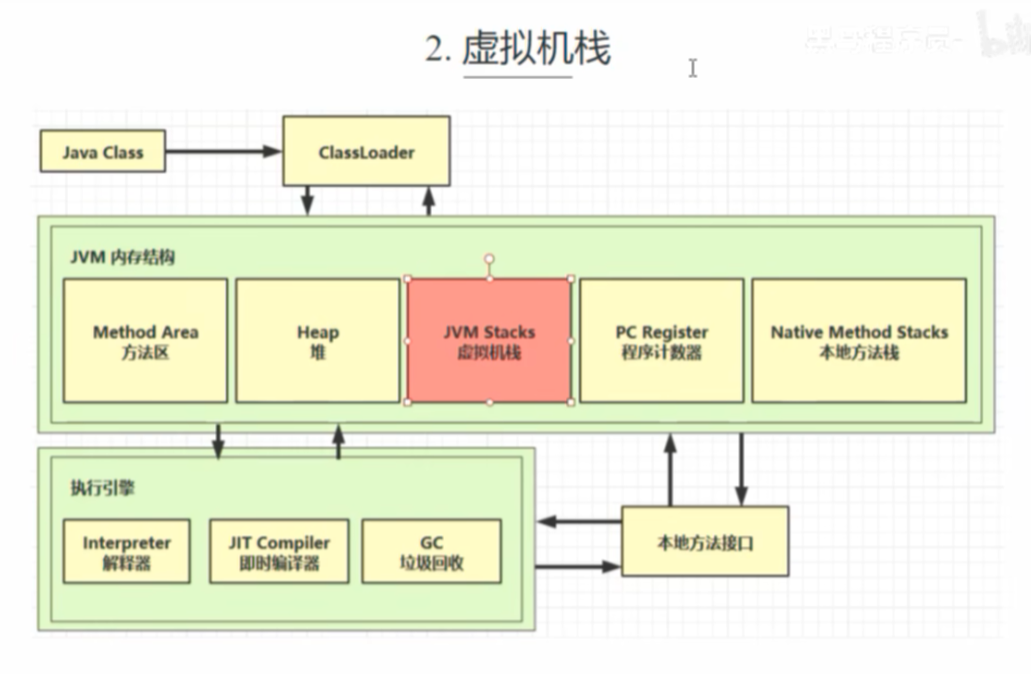 2. 虚拟机栈
Java Class
ClassLoader
JVM 内存结构
Method Area
方法区
Heap
堆
JVM Stacks
虚拟机栈
PC Register
程序计数器
Native Method Stacks
本地方法栈
执行引擎
Interpreter
解释器
JIT Compiler
即时编译器
GC
垃圾回收
本地方法接口